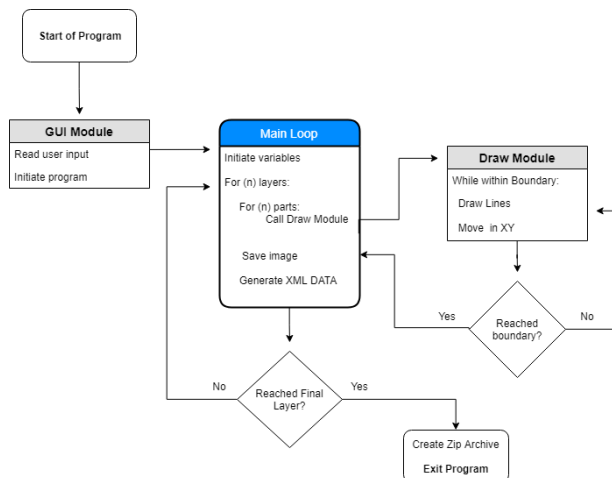 Start of Program
GUI Module
Read user input
Initiate program
Main Loop
Initiate variables
For (n) layers:
For (n) parts:
Call Draw Module
Save image
Generate XML DATA
Draw Module
While within Boundary:
Draw Lines
Move in XY
Yes
Reached
boundary?
No
No
Reached Final
Layer?
Yes
Create Zip Archive
Exit Program